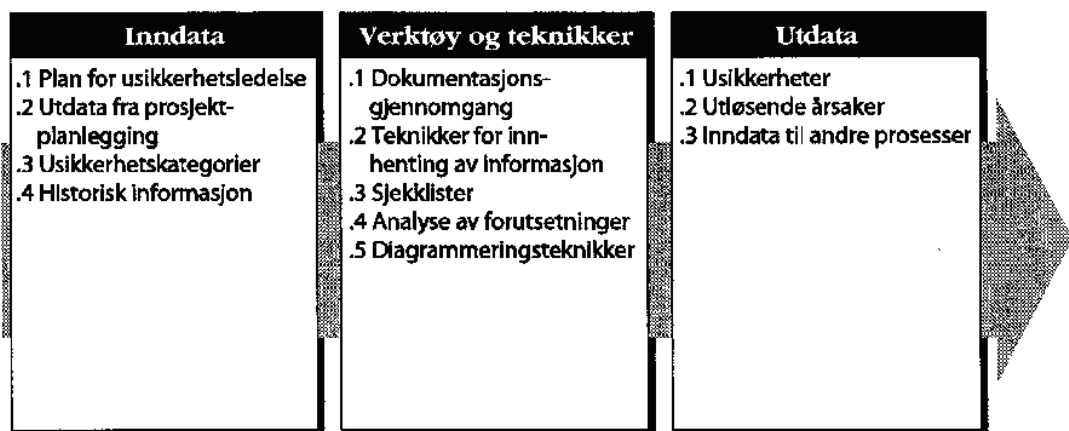 Inndata
.1 Plan for usikkerhetsledelse
.2 Utdata fra prosjekt-
planlegging
.3 Usikkerhetskategorier
.4 Historisk informasjon
Verktøy og teknikker
.1 Dokumentasjons-
gjennomgang
.2 Teknikker for inn-
henting av informasjon
.3 Sjekklister
.4 Analyse av forutsetninger
.5 Diagrammeringsteknikker
Utdata
.1 Usikkerheter
.2 Utløsende årsaker
.3 Inndata til andre prosesser